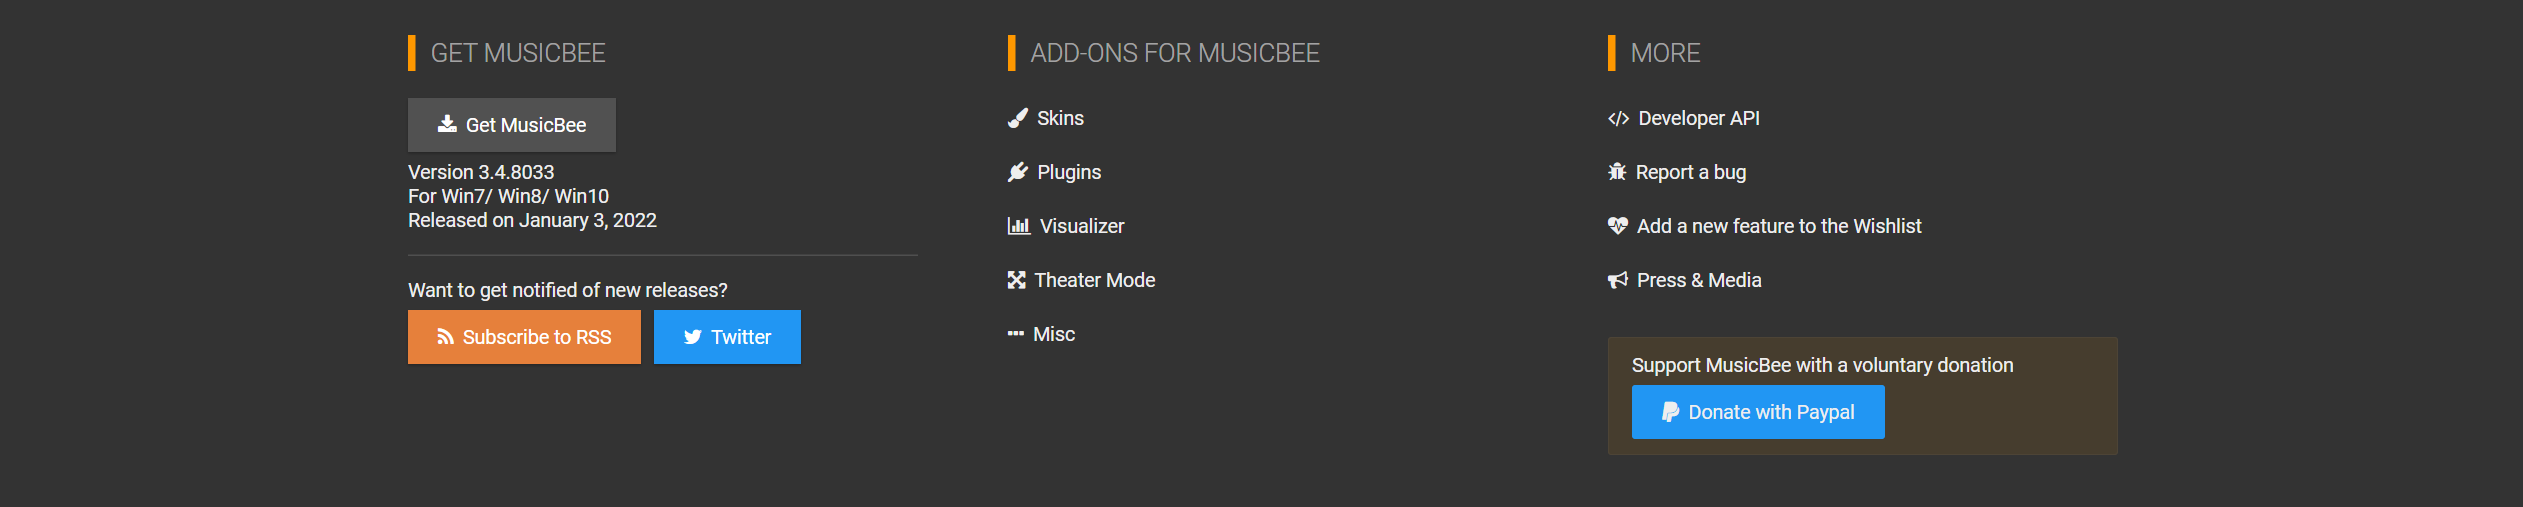 GET MUSICBEE
Get MusicBee
Version 3.4.8033
For Win7/ Win8/ Win10
Released on January 3, 2022
Want to get notified of new releases?
Subscribe to RSS
Twitter
ADD-ONS FOR MUSICBEE
Skins
Plugins
Visualizer
Theater Mode
Misc
MORE
Developer API
Report a bug
Add a new feature to the Wishlist
Press & Media
Support MusicBee with a voluntary donation
Donate with Paypal